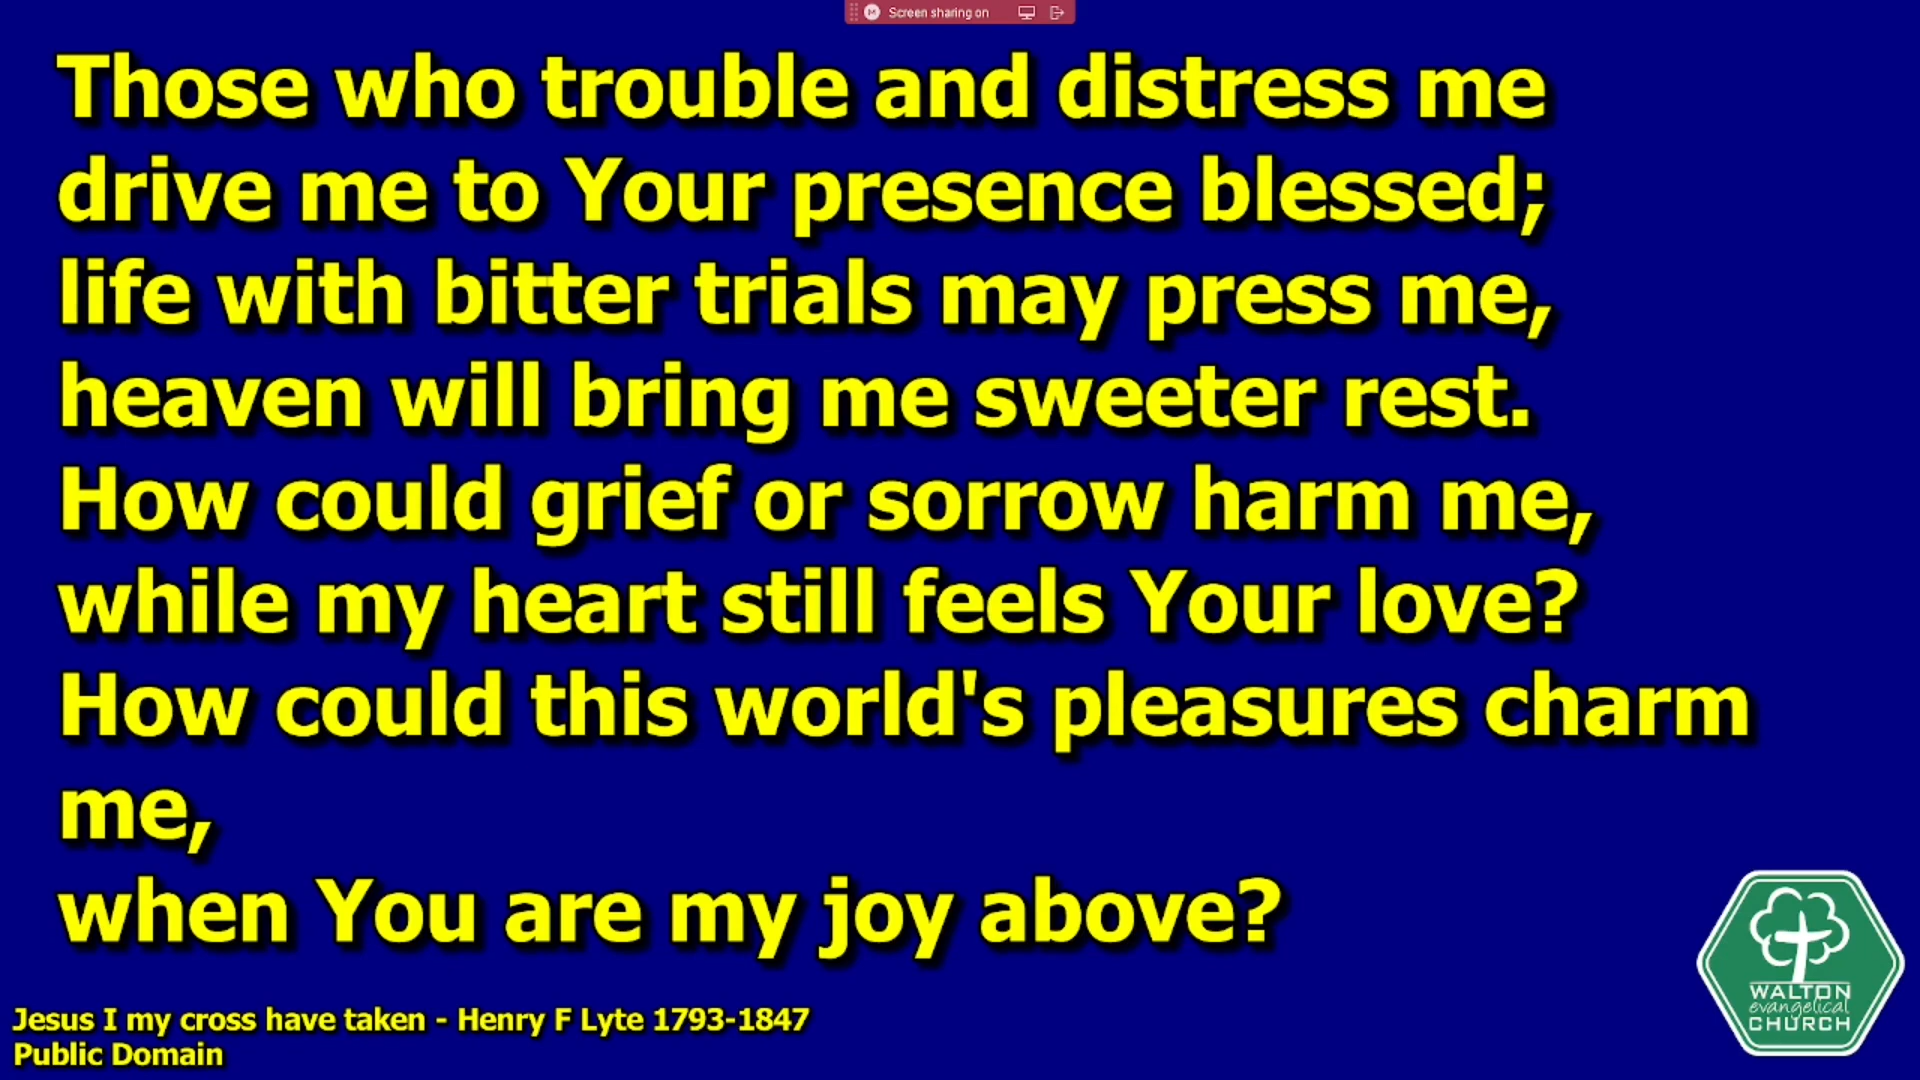 Screen sharing on
Those who trouble and distress me
drive me to Your presence blessed;
life with bitter trials may press me,
heaven will bring me sweeter rest.
How could grief or sorrow harm me,
while my heart still feels Your love?
How could this world's pleasures charm
me,
when You are my joy above?
WALTON
evangelical
CHURCH
Jesus I my cross have taken - Henry F Lyte 1793-1847
Public Domain